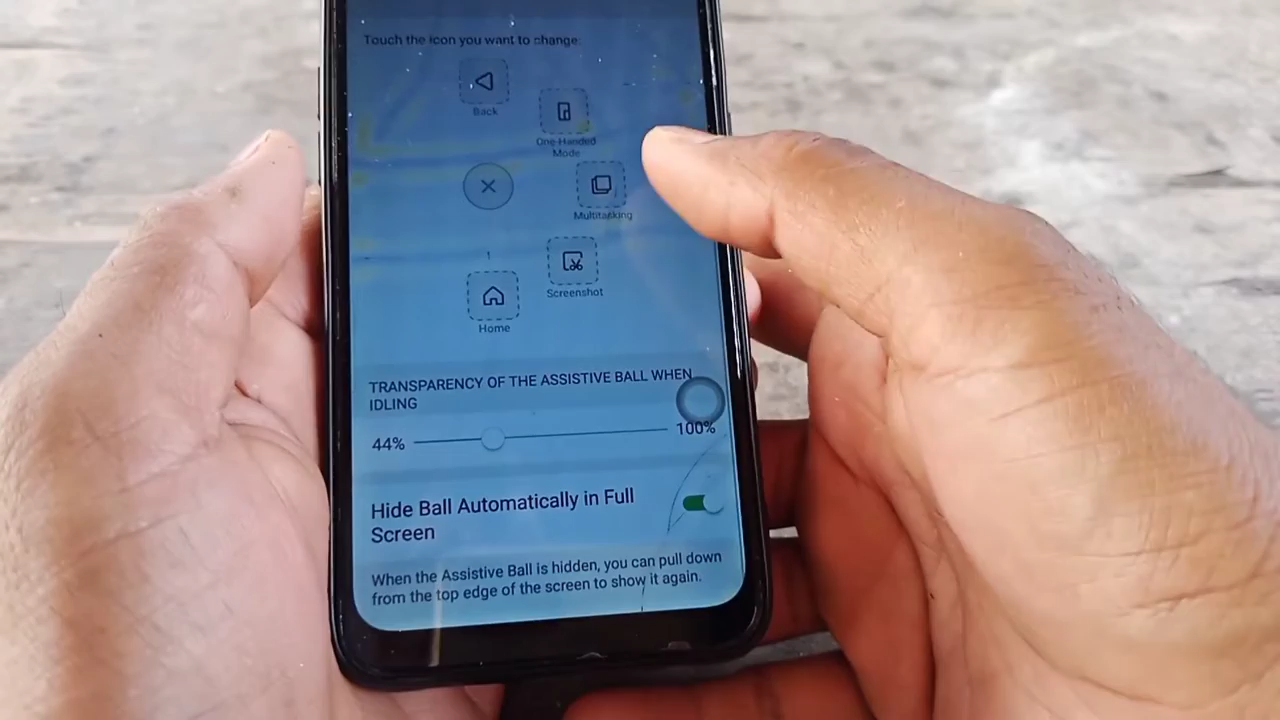 Touch the icon you want to change:
Back
One-Handed
Mode
Multitasking
Screenshot
Home
TRANSPARENCY OF THE ASSISTIVE BALL WHEN
IDLING
44%
100%
Hide Ball Automatically in Full
Screen
When the Assistive Ball is hidden, you can pull down
from the top edge of the screen to show it again.